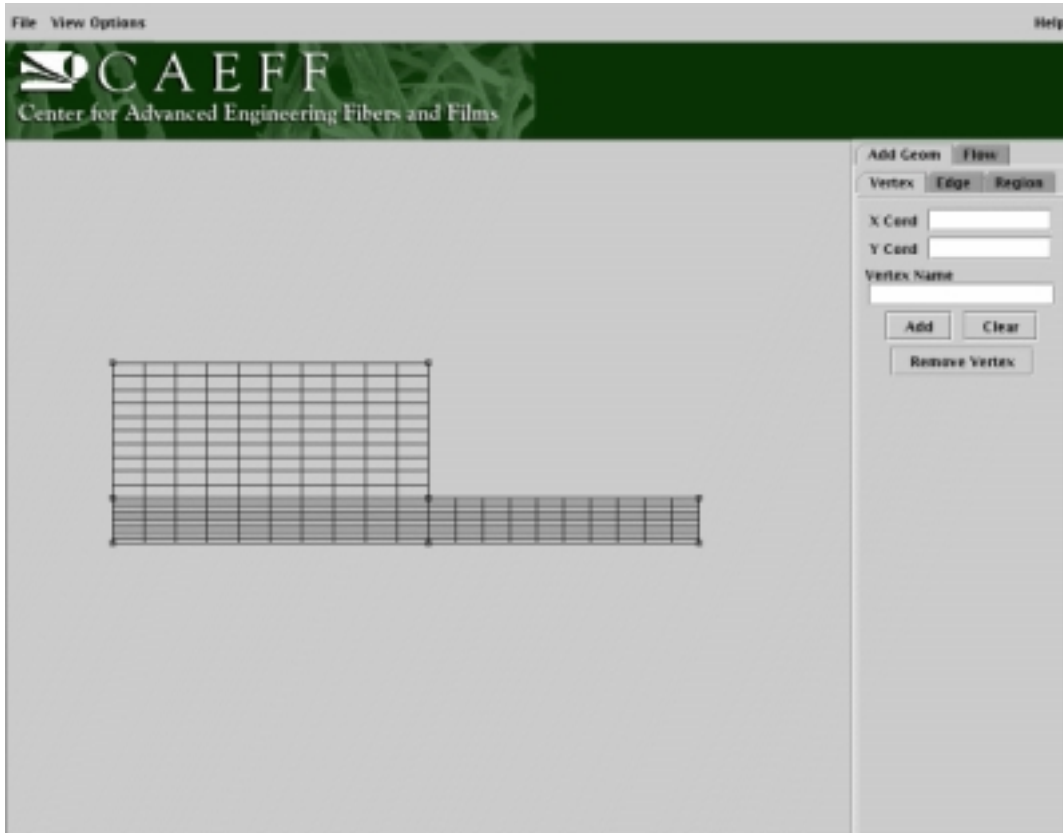 File View Options Help
CAEFF
Center for Advanced Engineering Fibers and Films
Add Geom Flow
Vertex Edge Region
X Cord
Y Cord
Vertex Name
Add Clear
Remove Vertex